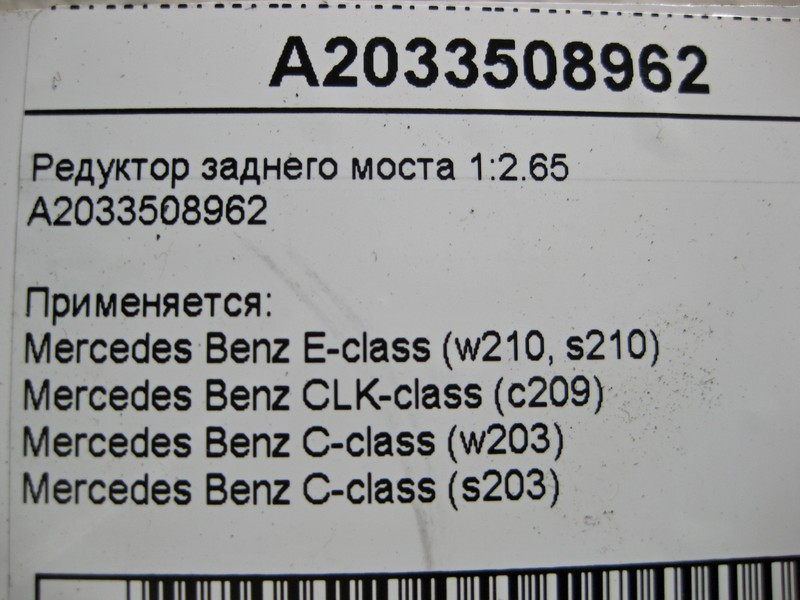 A2033508962
Редуктор заднего моста 1:2.65
A2033508962
Применяется:
Mercedes Benz E-class (w210, s210)
Mercedes Benz CLK-class (c209)
Mercedes Benz C-class (w203)
Mercedes Benz C-class (s203)